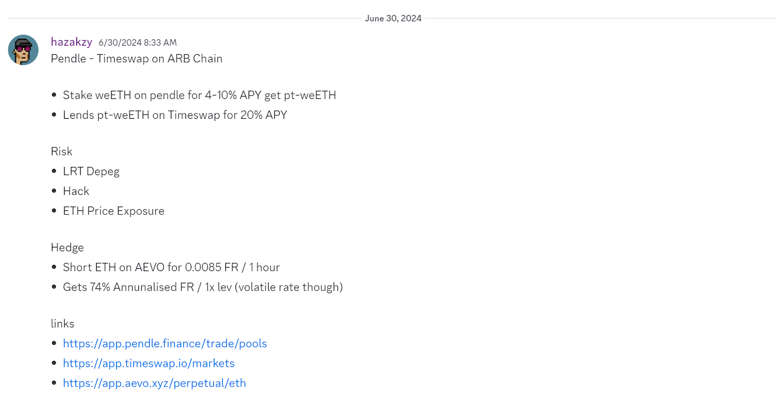 June 30, 2024
hazakzy 6/30/2024 8:33 AM
Pendle - Timeswap on ARB Chain
• Stake weETH on pendle for 4-10% APY get pt-weETH
• Lends pt-weETH on Timeswap for 20% APY
Risk
• LRT Depeg
• Hack
• ETH Price Exposure
Hedge
• Short ETH on AEVO for 0.0085 FR / 1 hour
• Gets 74% Annunalised FR / 1x lev (volatile rate though)
links
• https://app.pendle.finance/trade/pools
• https://app.timeswap.io/markets
• https://app.aevo.xyz/perpetual/eth